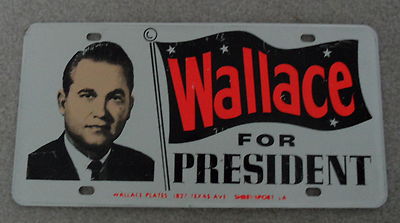 Wallace
FOR
PRESIDENT
WALLACE PLATES 1827 TEXAS AVE SHREVEPORT LA